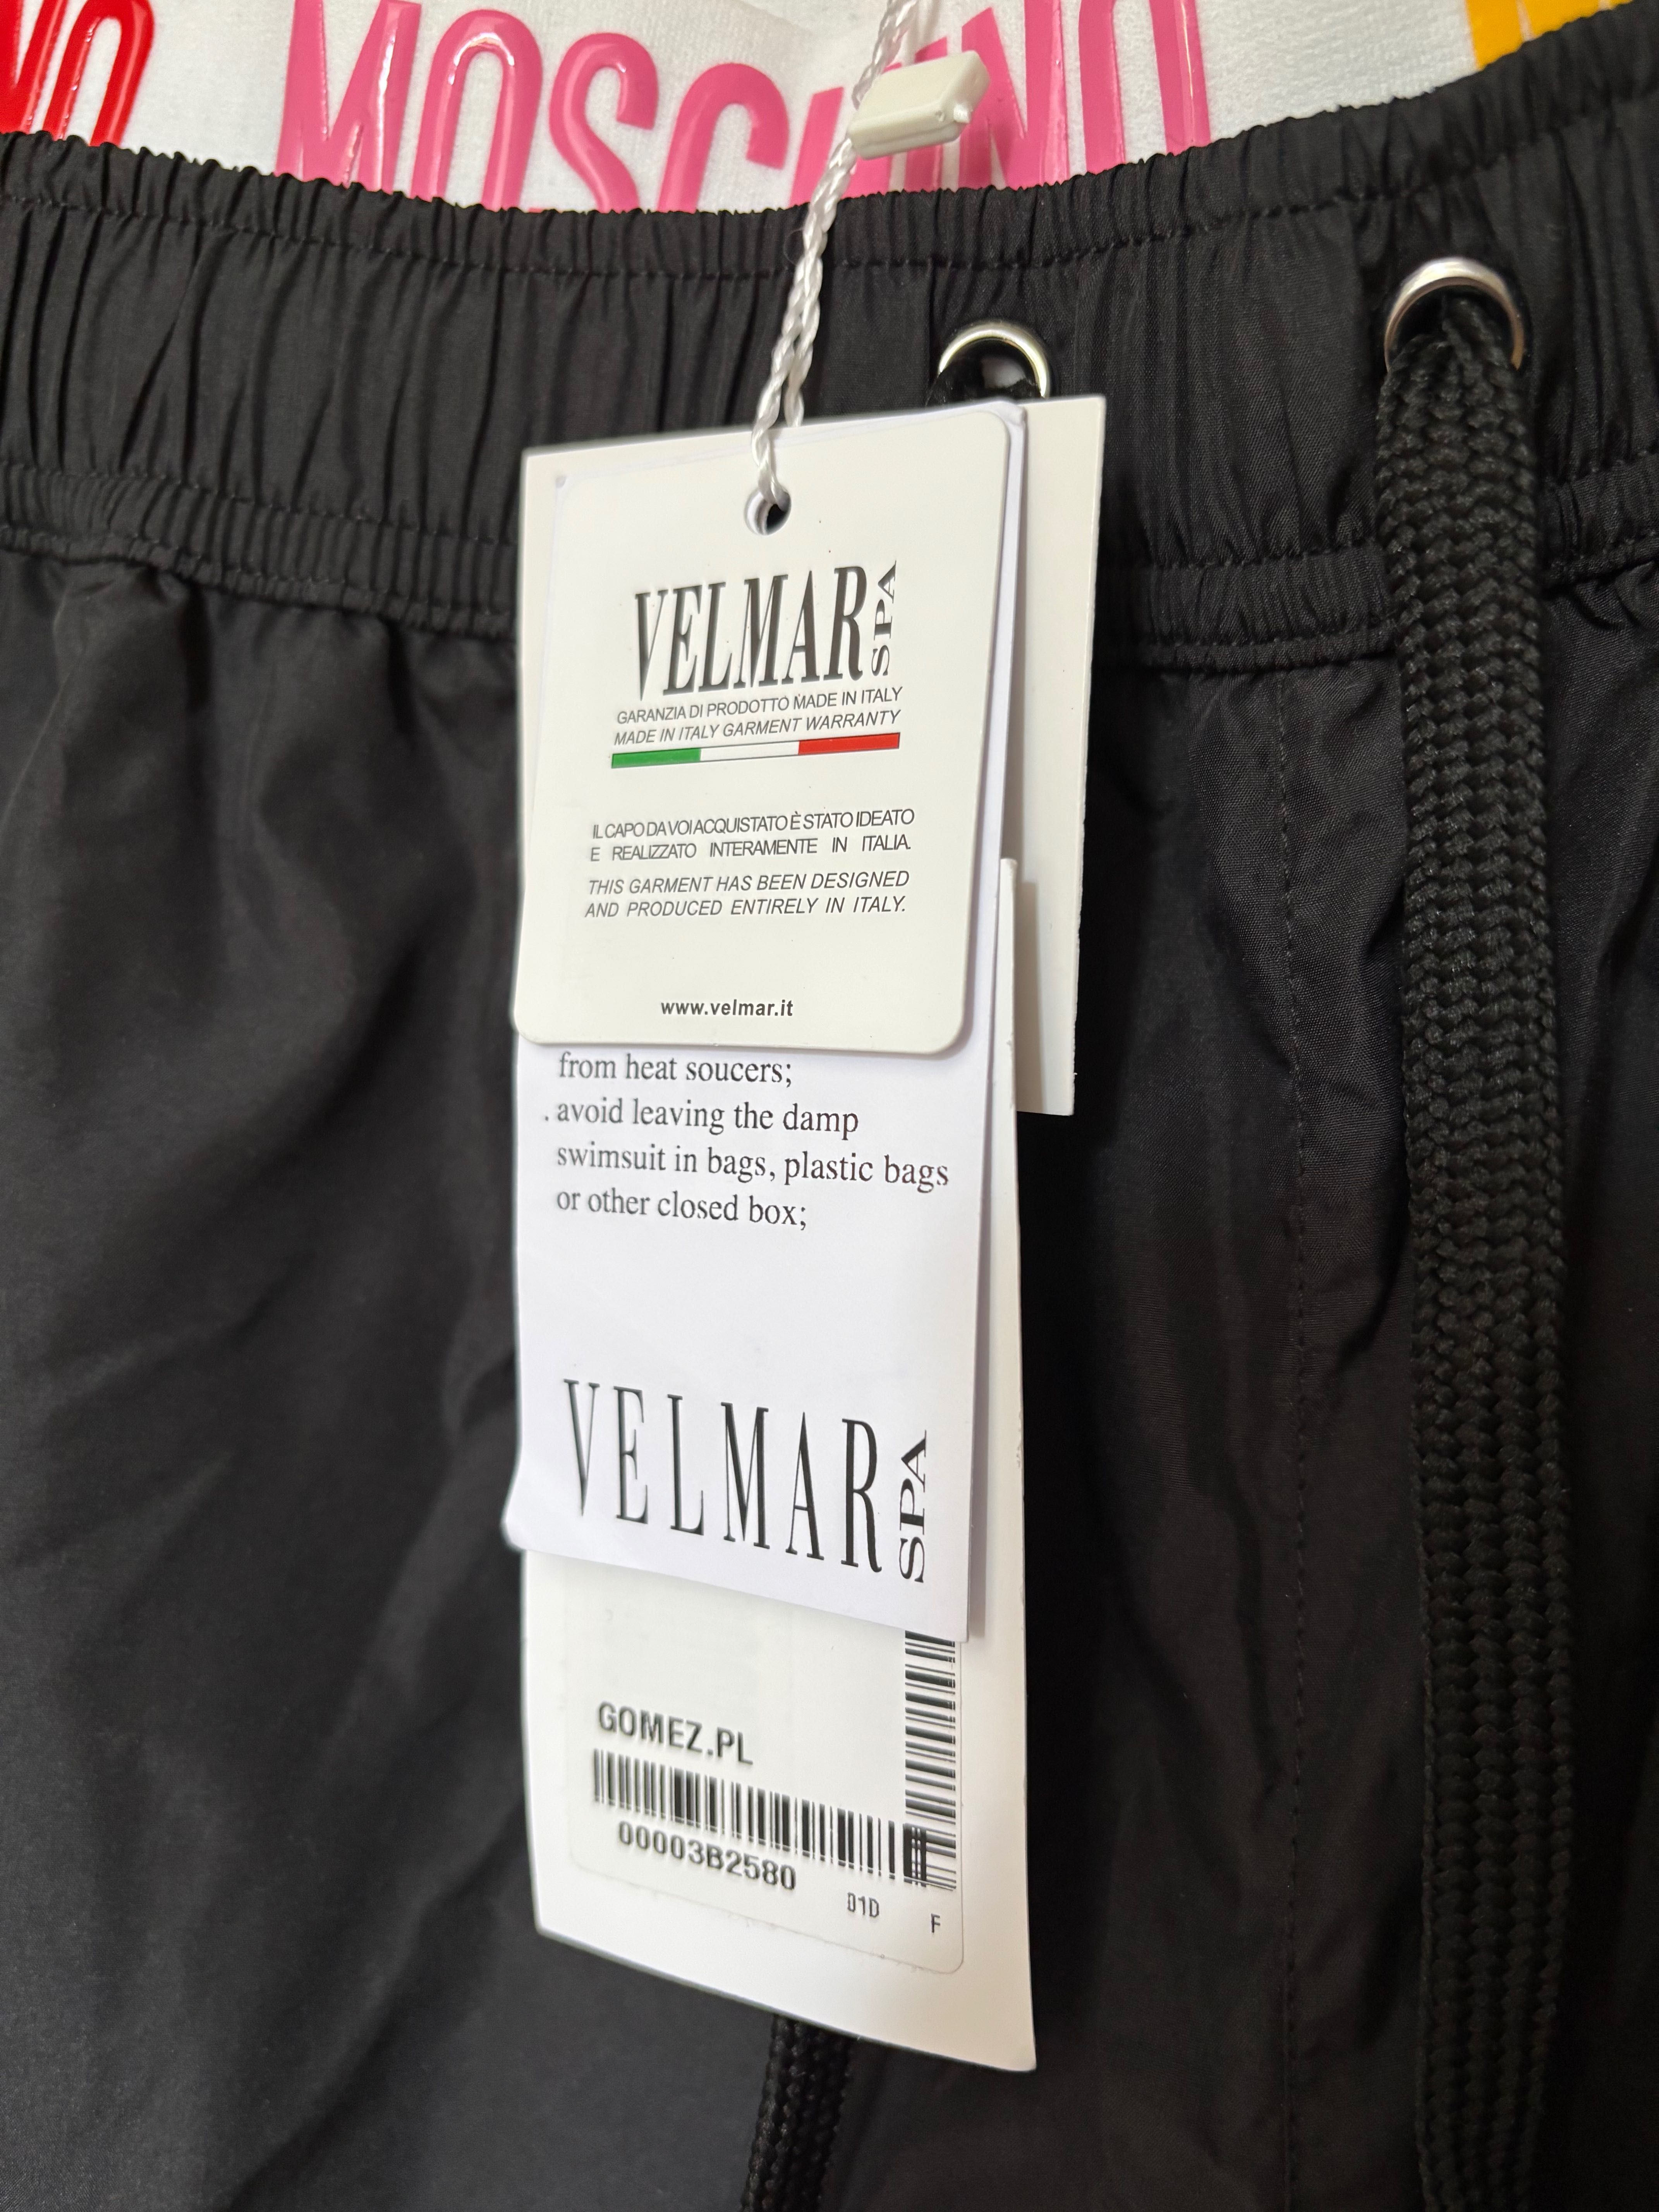 MOSCHINO
VELMAR SPA
GARANZIA DI PRODOTTO MADE IN ITALY
MADE IN ITALY GARMENT WARRANTY
IL CAPO DA VOI ACQUISTATO È STATO IDEATO
E REALIZZATO INTERAMENTE IN ITALIA.
THIS GARMENT HAS BEEN DESIGNED
AND PRODUCED ENTIRELY IN ITALY.
www.velmar.it
from heat soucers;
. avoid leaving the damp
swimsuit in bags, plastic bags
or other closed box;
VELMAR SPA
GOMEZ.PL
00003B2580
01D F